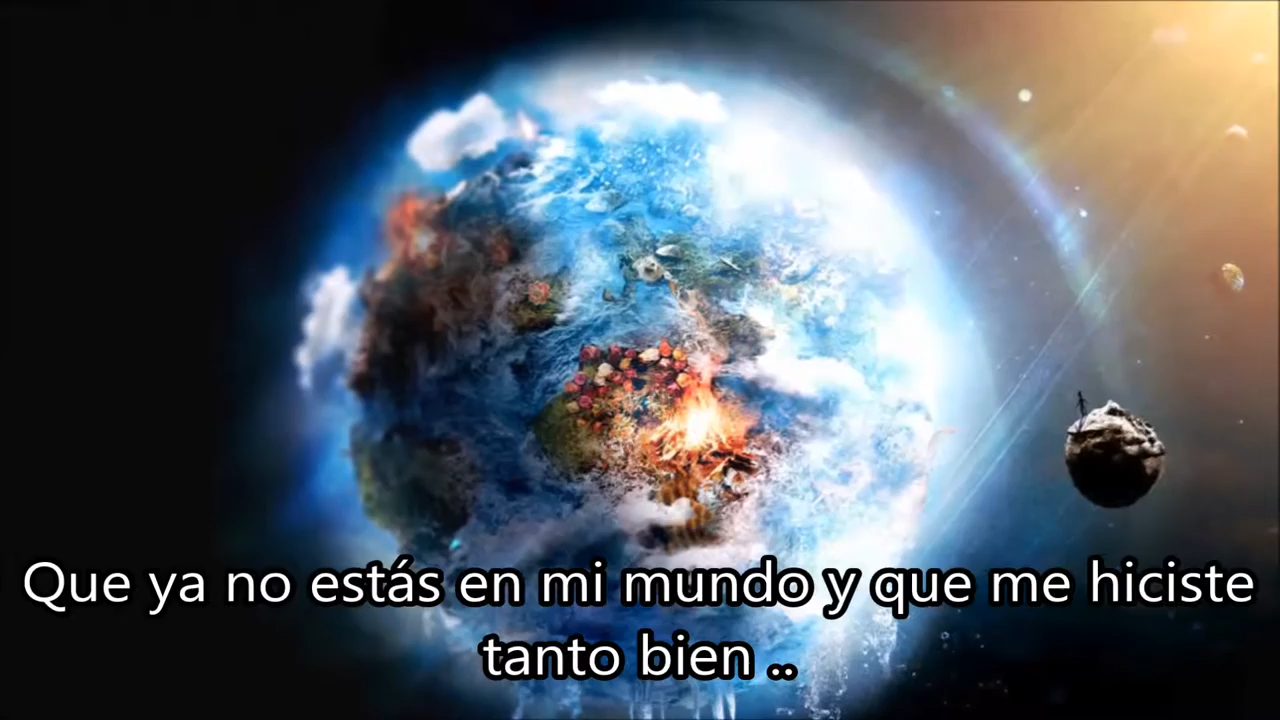 Que ya no estás en mi mundo y que me hiciste
tanto bien ..